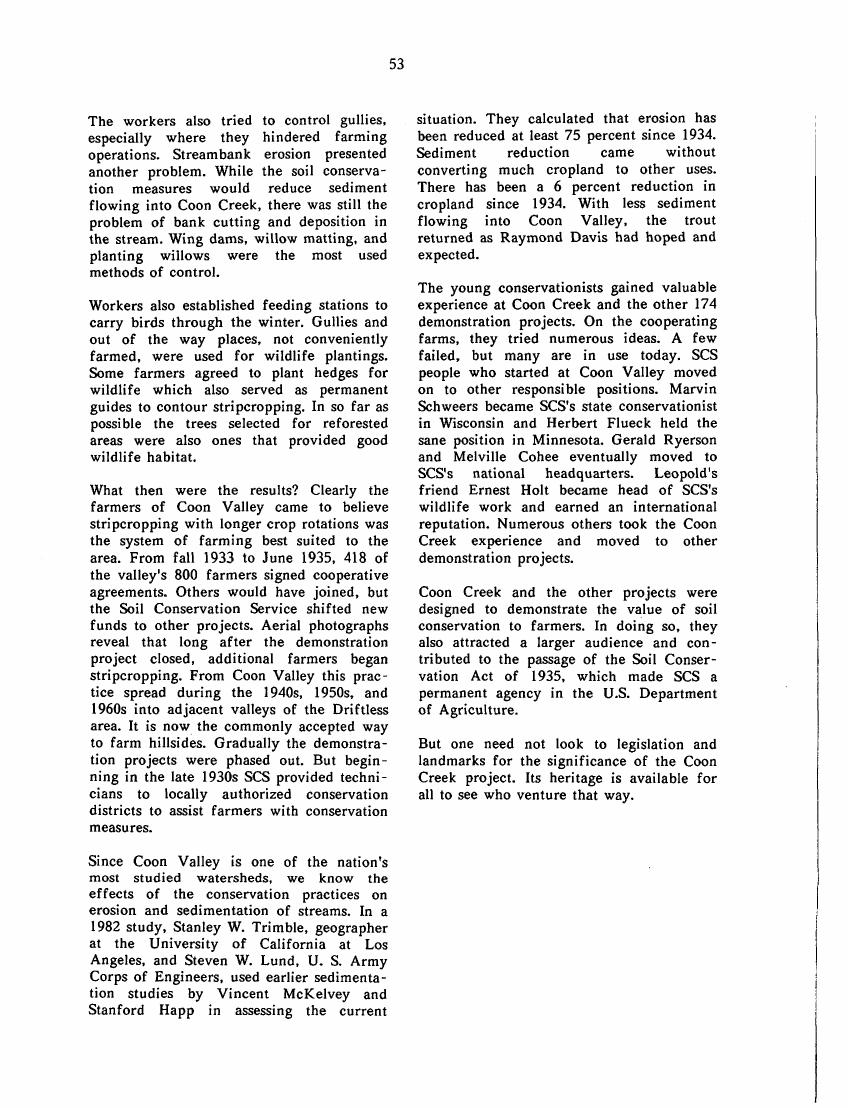 53
The workers also tried to control gullies,
especially where they hindered farming
operations. Streambank erosion presented
another problem. While the soil conserva-
tion measures would reduce sediment
flowing into Coon Creek, there was still the
problem of bank cutting and deposition in
the stream. Wing dams, willow matting, and
planting willows were the most used
methods of control.
Workers also established feeding stations to
carry birds through the winter. Gullies and
out of the way places, not conveniently
farmed, were used for wildlife plantings.
Some farmers agreed to plant hedges for
wildlife which also served as permanent
guides to contour stripcropping. In so far as
possible the trees selected for reforested
areas were also ones that provided good
wildlife habitat.
What then were the results? Clearly the
farmers of Coon Valley came to believe
stripcropping with longer crop rotations was
the system of farming best suited to the
area. From fall 1933 to June 1935, 418 of
the valley's 800 farmers signed cooperative
agreements. Others would have joined, but
the Soil Conservation Service shifted new
funds to other projects. Aerial photographs
reveal that long after the demonstration
project closed, additional farmers began
stripcropping. From Coon Valley this prac-
tice spread during the 1940s, 1950s, and
1960s into adjacent valleys of the Driftless
area. It is now the commonly accepted way
to farm hillsides. Gradually the demonstra-
tion projects were phased out. But begin-
ning in the late 1930s SCS provided techni-
cians to locally authorized conservation
districts to assist farmers with conservation
measures.
Since Coon Valley is one of the nation's
most studied watersheds, we know the
effects of the conservation practices on
erosion and sedimentation of streams. In a
1982 study, Stanley W. Trimble, geographer
at the University of California at Los
Angeles, and Steven W. Lund, U. S. Army
Corps of Engineers, used earlier sedimenta-
tion studies by Vincent McKelvey and
Stanford Happ in assessing the current
situation. They calculated that erosion has
been reduced at least 75 percent since 1934.
Sediment reduction came without
converting much cropland to other uses.
There has been a 6 percent reduction in
cropland since 1934. With less sediment
flowing into Coon Valley, the trout
returned as Raymond Davis had hoped and
expected.
The young conservationists gained valuable
experience at Coon Creek and the other 174
demonstration projects. On the cooperating
farms, they tried numerous ideas. A few
failed, but many are in use today. SCS
people who started at Coon Valley moved
on to other responsible positions. Marvin
Schweers became SCS's state conservationist
in Wisconsin and Herbert Flueck held the
sane position in Minnesota. Gerald Ryerson
and Melville Cohee eventually moved to
SCS's national headquarters. Leopold's
friend Ernest Holt became head of SCS's
wildlife work and earned an international
reputation. Numerous others took the Coon
Creek experience and moved to other
demonstration projects.
Coon Creek and the other projects were
designed to demonstrate the value of soil
conservation to farmers. In doing so, they
also attracted a larger audience and con-
tributed to the passage of the Soil Conser-
vation Act of 1935, which made SCS a
permanent agency in the U.S. Department
of Agriculture.
But one need not look to legislation and
landmarks for the significance of the Coon
Creek project. Its heritage is available for
all to see who venture that way.